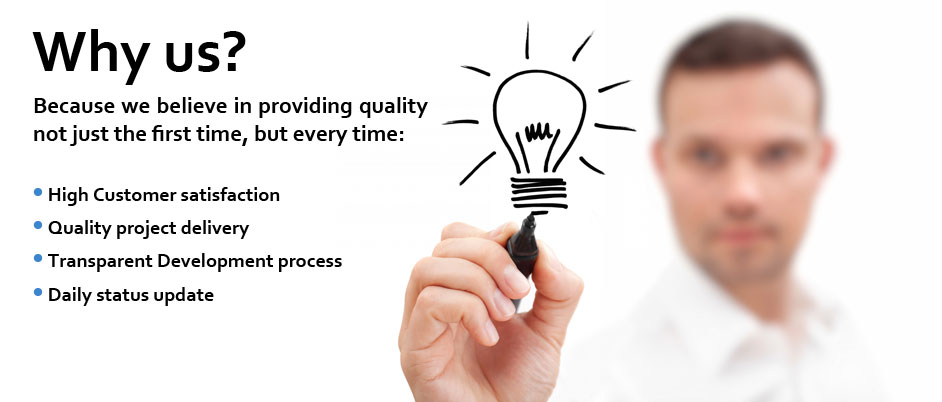 Why us?
Because we believe in providing quality
not just the first time, but every time:
High Customer satisfaction
Quality project delivery
Transparent Development process
Daily status update